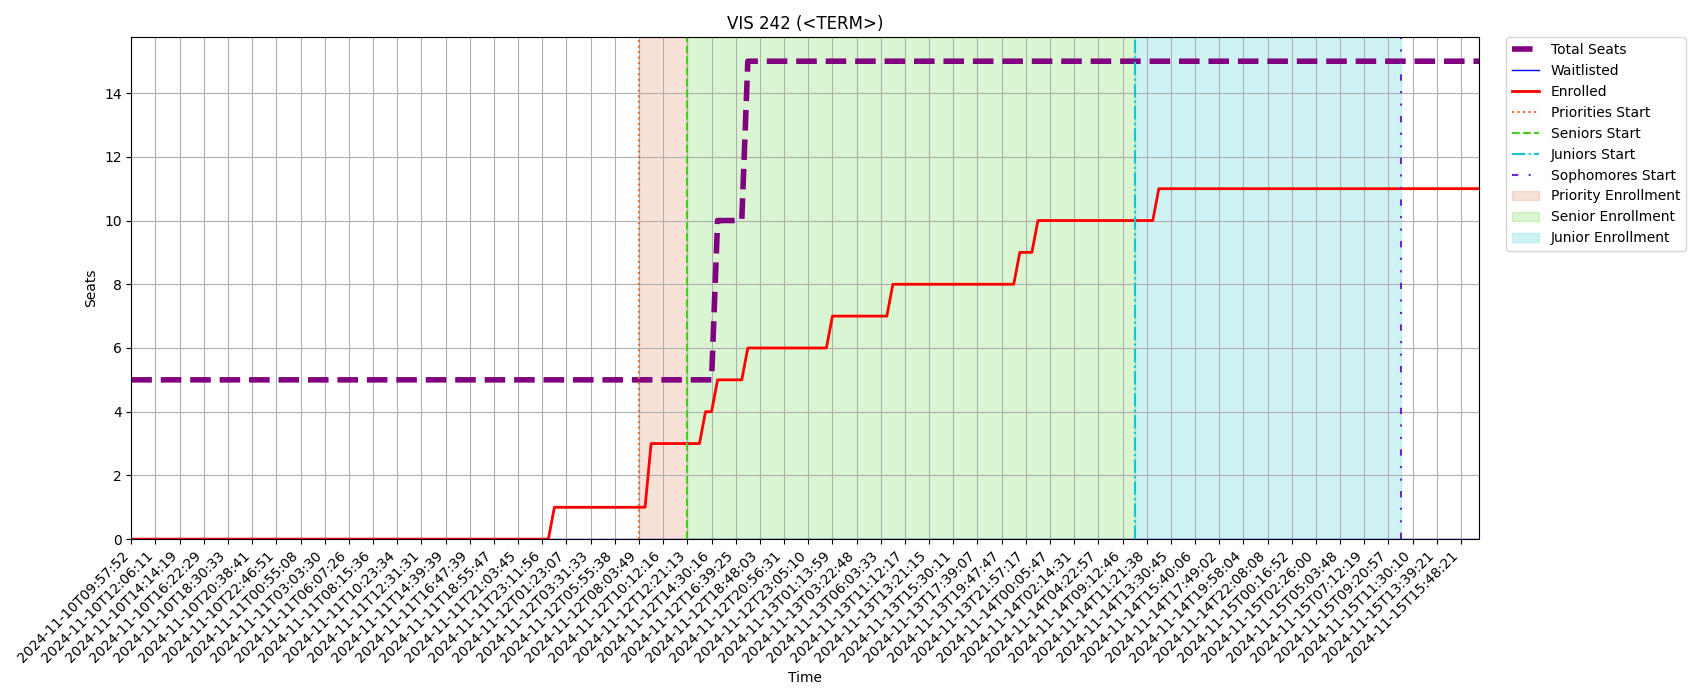 VIS 242 (<TERM>)
Total Seats
Waitlisted
Enrolled
Priorities Start
Seniors Start
Juniors Start
Sophomores Start
Priority Enrollment
Senior Enrollment
Junior Enrollment
Seats
14
12
10
8
6
4
2
0
2024-11-10T09:57:52
2024-11-10T12:06:11
2024-11-10T14:14:19
2024-11-10T16:22:29
2024-11-10T18:30:33
2024-11-10T20:38:41
2024-11-10T22:46:51
2024-11-11T00:55:08
2024-11-11T03:03:30
2024-11-11T06:07:26
2024-11-11T08:15:36
2024-11-11T10:23:34
2024-11-11T12:31:31
2024-11-11T14:39:39
2024-11-11T16:47:39
2024-11-11T18:55:47
2024-11-11T21:03:45
2024-11-11T23:11:56
2024-11-12T01:23:07
2024-11-12T03:31:33
2024-11-12T05:55:38
2024-11-12T08:03:49
2024-11-12T10:12:16
2024-11-12T12:21:13
2024-11-12T14:30:16
2024-11-12T16:39:25
2024-11-12T18:48:03
2024-11-12T20:56:31
2024-11-12T23:05:10
2024-11-13T01:13:59
2024-11-13T03:22:48
2024-11-13T06:03:33
2024-11-13T11:12:17
2024-11-13T13:21:15
2024-11-13T15:30:11
2024-11-13T17:39:07
2024-11-13T19:47:47
2024-11-13T21:57:17
2024-11-14T00:05:47
2024-11-14T02:14:31
2024-11-14T04:22:57
2024-11-14T09:12:46
2024-11-14T11:21:38
2024-11-14T13:30:45
2024-11-14T15:40:06
2024-11-14T17:49:02
2024-11-14T19:58:04
2024-11-14T22:08:08
2024-11-15T00:16:52
2024-11-15T02:26:00
2024-11-15T05:03:48
2024-11-15T07:12:19
2024-11-15T09:20:57
2024-11-15T11:30:10
2024-11-15T13:39:21
2024-11-15T15:48:21
Time